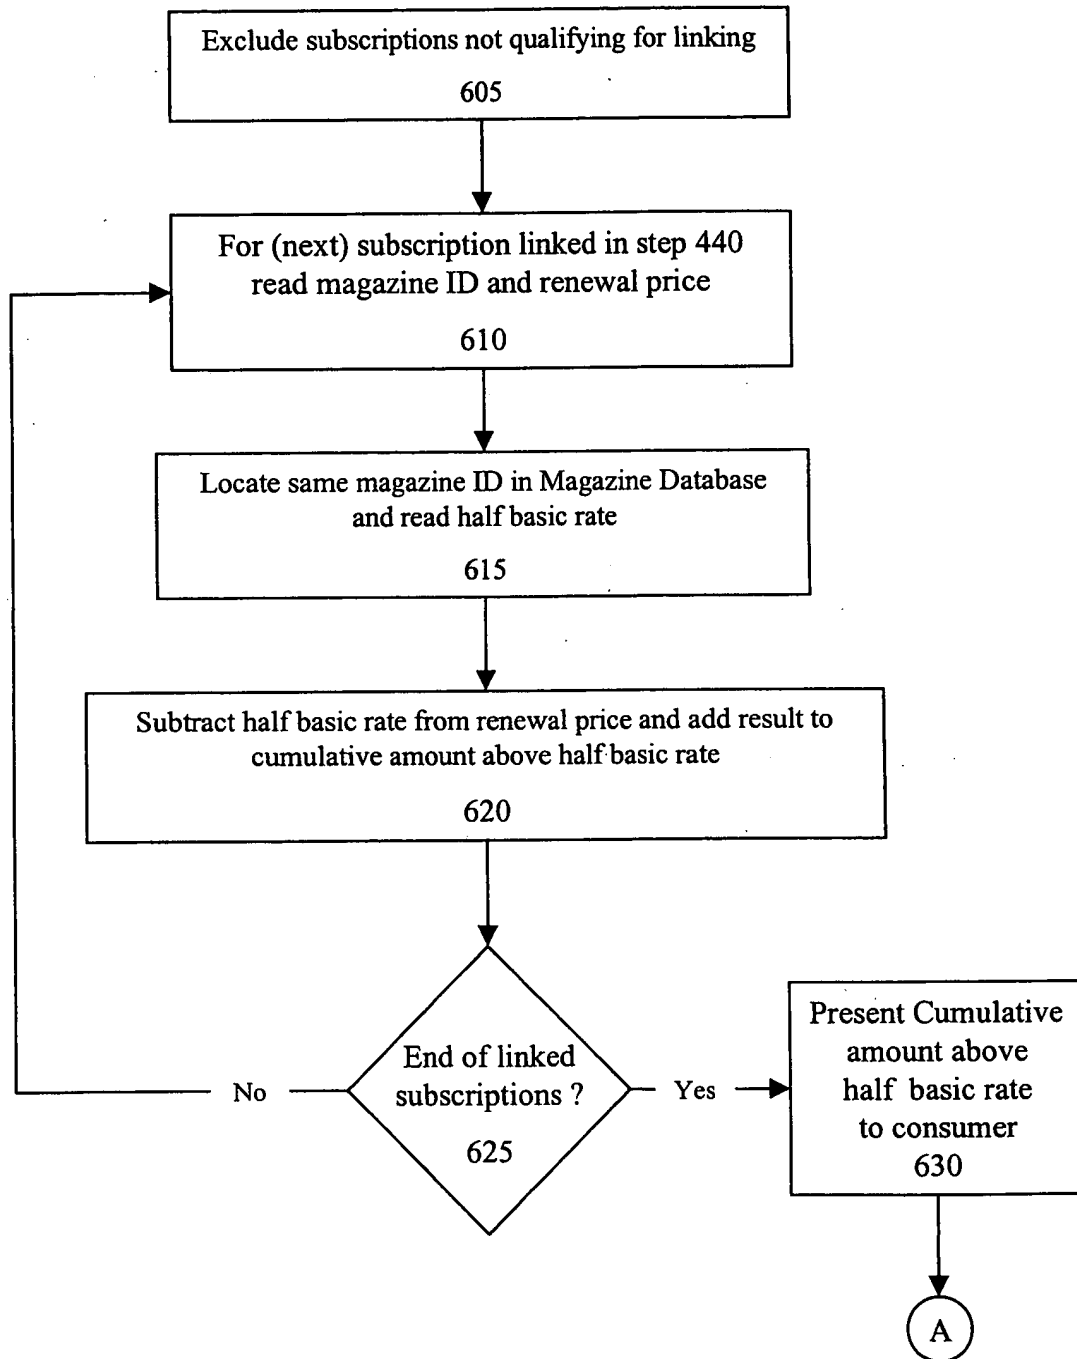 Exclude subscriptions not qualifying for linking
605
For (next) subscription linked in step 440
read magazine ID and renewal price
610
Locate same magazine ID in Magazine Database
and read half basic rate
615
Subtract half basic rate from renewal price and add result to
cumulative amount above half basic rate
620
End of linked
subscriptions ?
625
No
Yes
Present Cumulative
amount above
half basic rate
to consumer
630
A